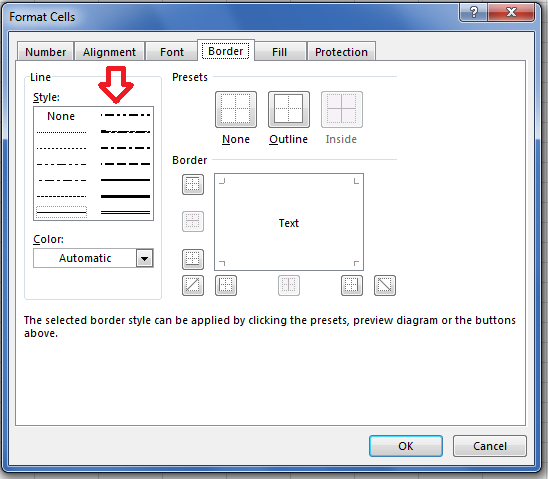 Format Cells
Number Alignment Font Border Fill Protection
Line
Style:
None
Color:
Automatic
Presets
None Outline Inside
Border
Text
The selected border style can be applied by clicking the presets, preview diagram or the buttons
above.
OK Cancel